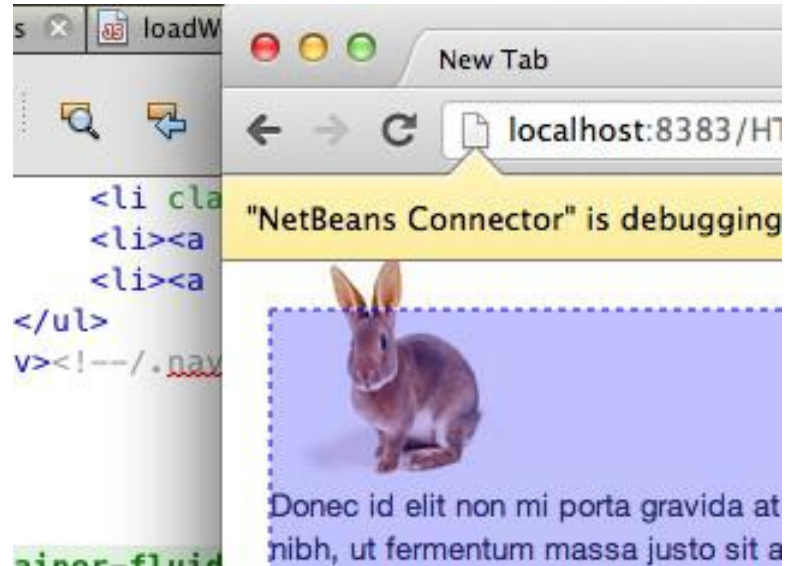 s JS loadW
New Tab
localhost:8383/HT
"NetBeans Connector" is debugging
<li cla
<li><a
<li><a
</ul>
v><!--/.nav
Donec id elit non mi porta gravida at
nibh, ut fermentum massa justo sit a
ainer-fluid